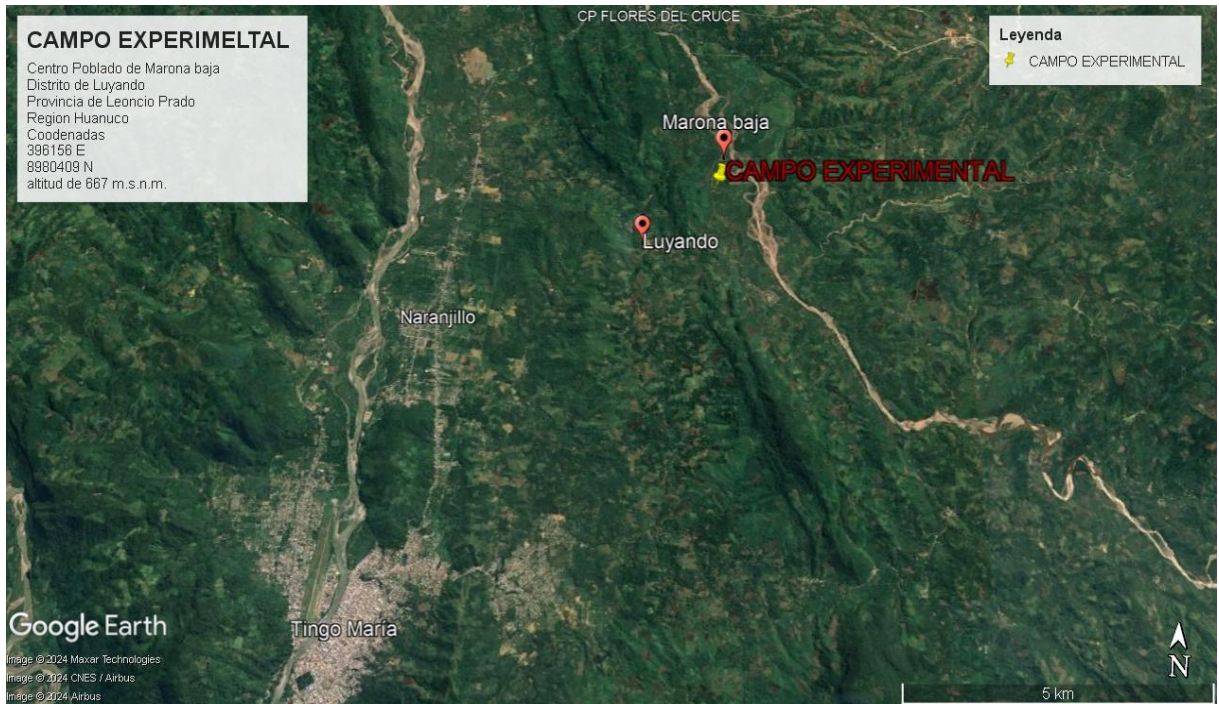 CAMPO EXPERIMELTAL
Centro Poblado de Marona baja
Distrito de Luyando
Provincia de Leoncio Prado
Region Huanuco
Coodenadas
396156 E
8980409 N
altitud de 667 m.s.n.m.
CP FLORES DEL CRUCE
Leyenda
CAMPO EXPERIMENTAL
Marona baja
CAMPO EXPERIMENTAL
Luyando
Naranjillo
Tingo María
Google Earth
Image © 2024 Maxar Technologies
Image © 2024 CNES / Airbus
Image © 2024 Airbus
N
5 km